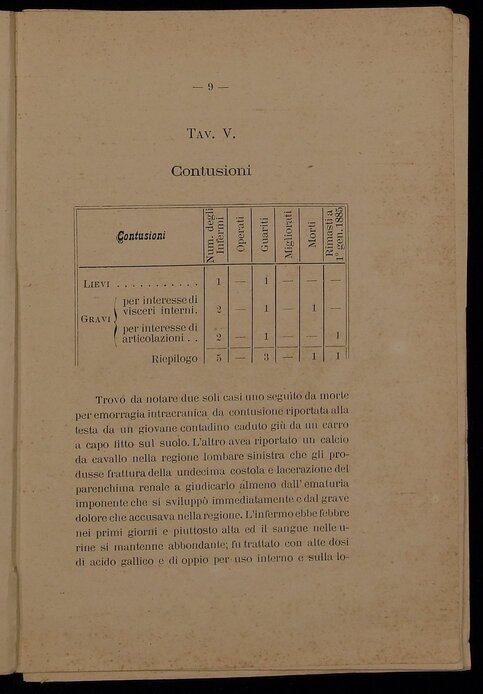 — 9 —
TAV. V.
Contusioni
Contusioni | Num. degli Infermi | Operati | Guariti | Migliorati | Morti | Rimasti a 1º gen. 1885
LIEVI . . . . . . . . . . . | 1 | — | 1 | — | — | —
GRAVI { per interesse di visceri interni. | 2 | — | 1 | — | 1 | —
per interesse di articolazioni . . | 2 | — | 1 | — | — | 1
Riepilogo | 5 | — | 3 | — | 1 | 1
Trovo da notare due soli casi uno seguito da morte
per emorragia intracranica da contusione riportata alla
testa da un giovane contadino caduto giù da un carro
a capo fitto sul suolo. L'altro avea riportato un calcio
da cavallo nella regione lombare sinistra che gli pro-
dusse frattura della undecima costola e lacerazione del
parenchima renale a giudicarlo almeno dall'ematuria
imponente che si sviluppò immediatamente e dal grave
dolore che accusava nella regione. L'infermo ebbe febbre
nei primi giorni e piuttosto alta ed il sangue nelle u-
rine si mantenne abbondante; fu trattato con alte dosi
di acido gallico e di oppio per uso interno e sulla lo-